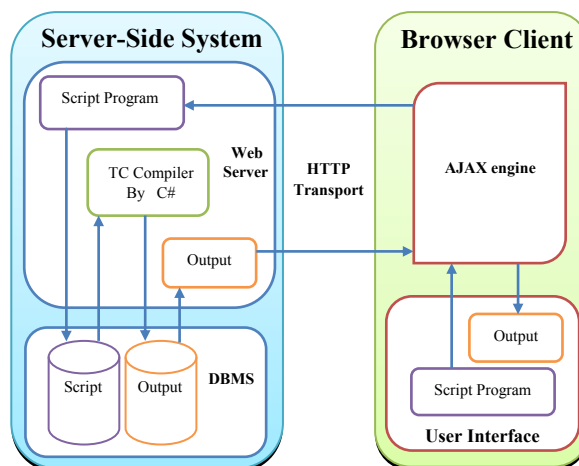 Server-Side System
Script Program
Web
Server
TC Compiler
By C#
Output
Script
Output
DBMS
HTTP
Transport
Browser Client
AJAX engine
Output
Script Program
User Interface